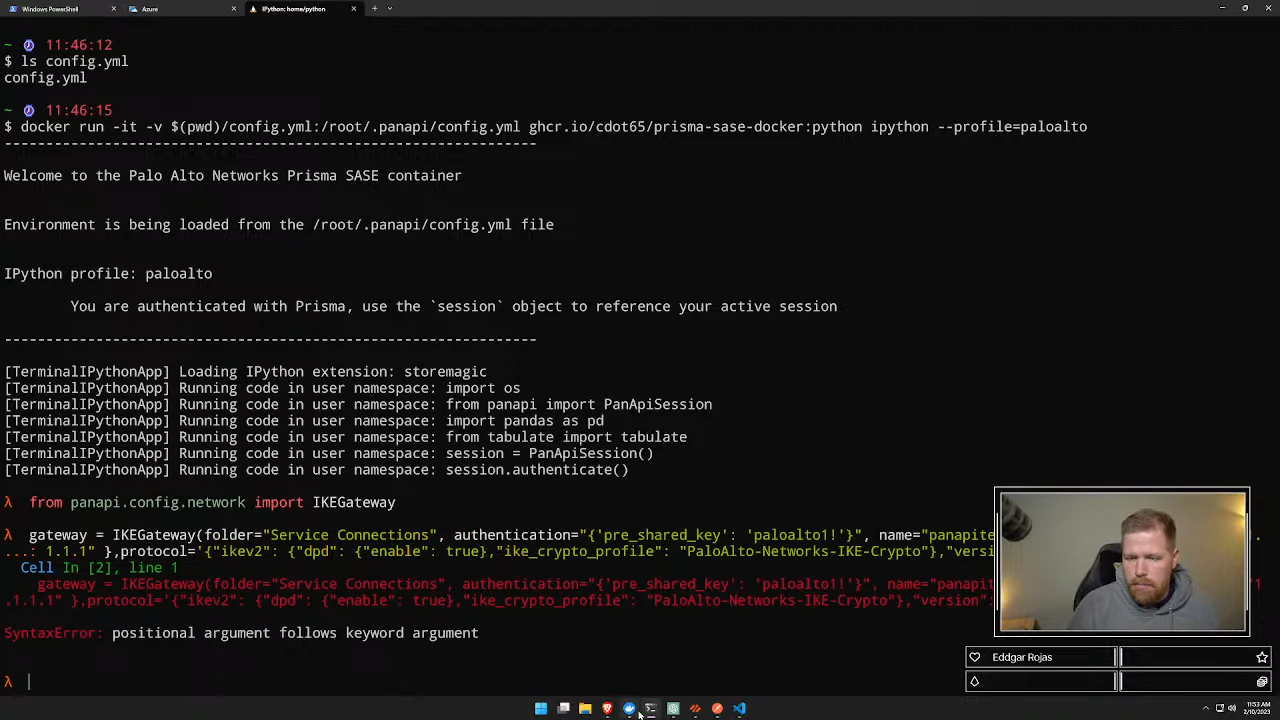 Windows PowerShell
Azure
IPython: home/python
~ 11:46:12
$ ls config.yml
config.yml
~ 11:46:15
$ docker run -it -v $(pwd)/config.yml:/root/.panapi/config.yml ghcr.io/cdot65/prisma-sase-docker:python ipython --profile=paloalto
-----------------------------------------------------------------
Welcome to the Palo Alto Networks Prisma SASE container
Environment is being loaded from the /root/.panapi/config.yml file
IPython profile: paloalto
You are authenticated with Prisma, use the `session` object to reference your active session
-----------------------------------------------------------------
[TerminalIPythonApp] Loading IPython extension: storemagic
[TerminalIPythonApp] Running code in user namespace: import os
[TerminalIPythonApp] Running code in user namespace: from panapi import PanApiSession
[TerminalIPythonApp] Running code in user namespace: import pandas as pd
[TerminalIPythonApp] Running code in user namespace: from tabulate import tabulate
[TerminalIPythonApp] Running code in user namespace: session = PanApiSession()
[TerminalIPythonApp] Running code in user namespace: session.authenticate()
λ from panapi.config.network import IKEGateway
λ gateway = IKEGateway(folder="Service Connections", authentication="{'pre_shared_key': 'paloalto1!'}", name="panapite
...: 1.1.1" },protocol='{"ikev2": {"dpd": {"enable": true},"ike_crypto_profile": "PaloAlto-Networks-IKE-Crypto"},"versi
Cell In [2], line 1
gateway = IKEGateway(folder="Service Connections", authentication="{'pre_shared_key': 'paloalto1!'}", name="panapit
.1.1.1" },protocol='{"ikev2": {"dpd": {"enable": true},"ike_crypto_profile": "PaloAlto-Networks-IKE-Crypto"},"version":
SyntaxError: positional argument follows keyword argument
λ
Eddgar Rojas
11:53 AM
2/10/2023